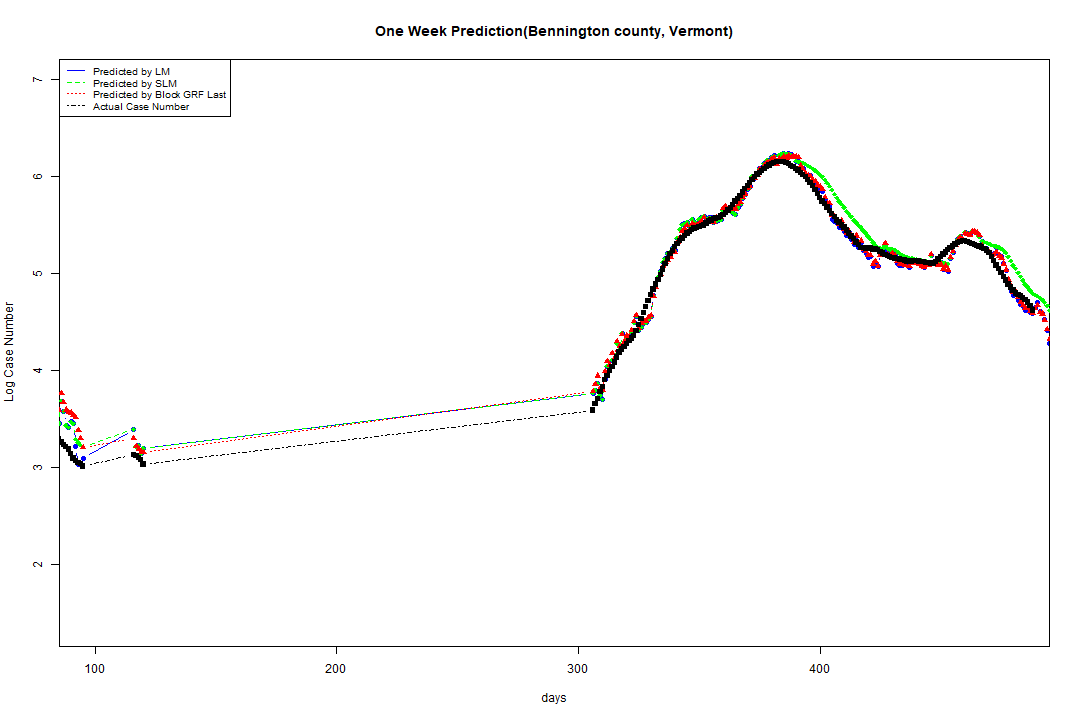 One Week Prediction(Bennington county, Vermont)
Predicted by LM
Predicted by SLM
Predicted by Block GRF Last
Actual Case Number
7
6
5
4
3
2
Log Case Number
100 200 300 400
days